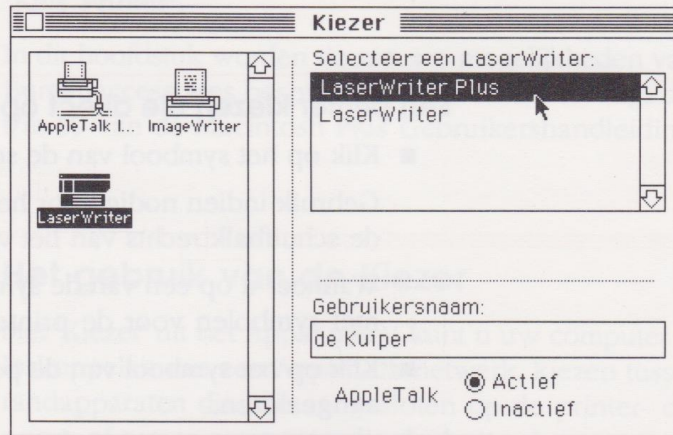 Kiezer
AppleTalk I... ImageWriter
LaserWriter
Selecteer een LaserWriter:
LaserWriter Plus
LaserWriter
Gebruikersnaam:
de Kuiper
AppleTalk
Actief
Inactief